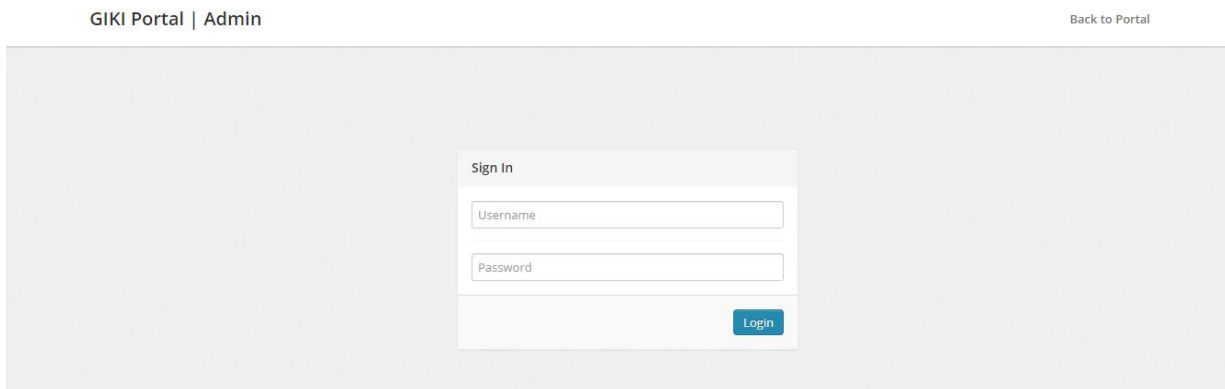 GIKI Portal | Admin
Back to Portal
Sign In
Username
Password
Login